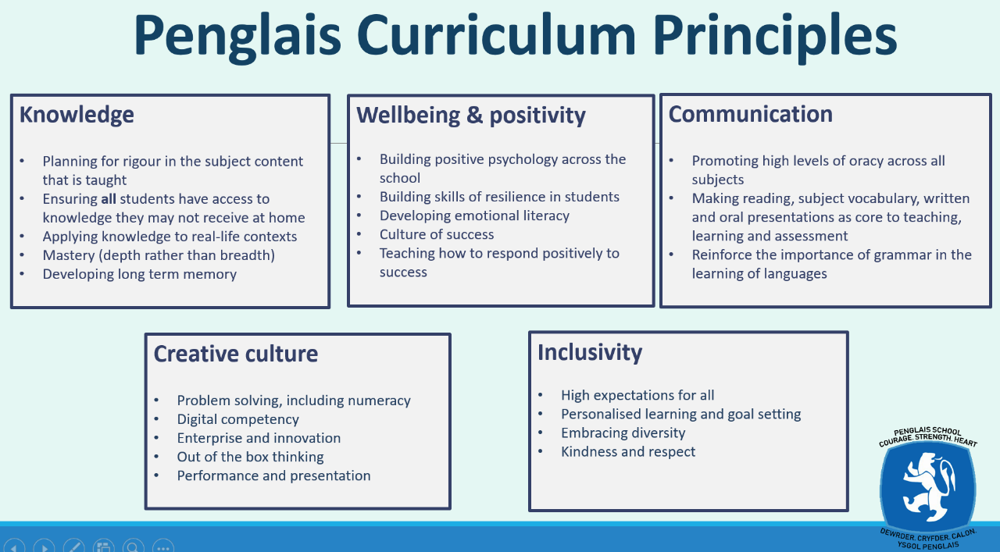 Penglais Curriculum Principles
Knowledge
• Planning for rigour in the subject content
that is taught
• Ensuring all students have access to
knowledge they may not receive at home
• Applying knowledge to real-life contexts
• Mastery (depth rather than breadth)
• Developing long term memory
Wellbeing & positivity
• Building positive psychology across the
school
• Building skills of resilience in students
• Developing emotional literacy
• Culture of success
• Teaching how to respond positively to
success
Communication
• Promoting high levels of oracy across all
subjects
• Making reading, subject vocabulary, written
and oral presentations as core to teaching,
learning and assessment
• Reinforce the importance of grammar in the
learning of languages
Creative culture
• Problem solving, including numeracy
• Digital competency
• Enterprise and innovation
• Out of the box thinking
• Performance and presentation
Inclusivity
• High expectations for all
• Personalised learning and goal setting
• Embracing diversity
• Kindness and respect
PENGLAIS SCHOOL
COURAGE. STRENGTH. HEART
DEWRDER. CRYFDER. CALON.
YSGOL PENGLAIS